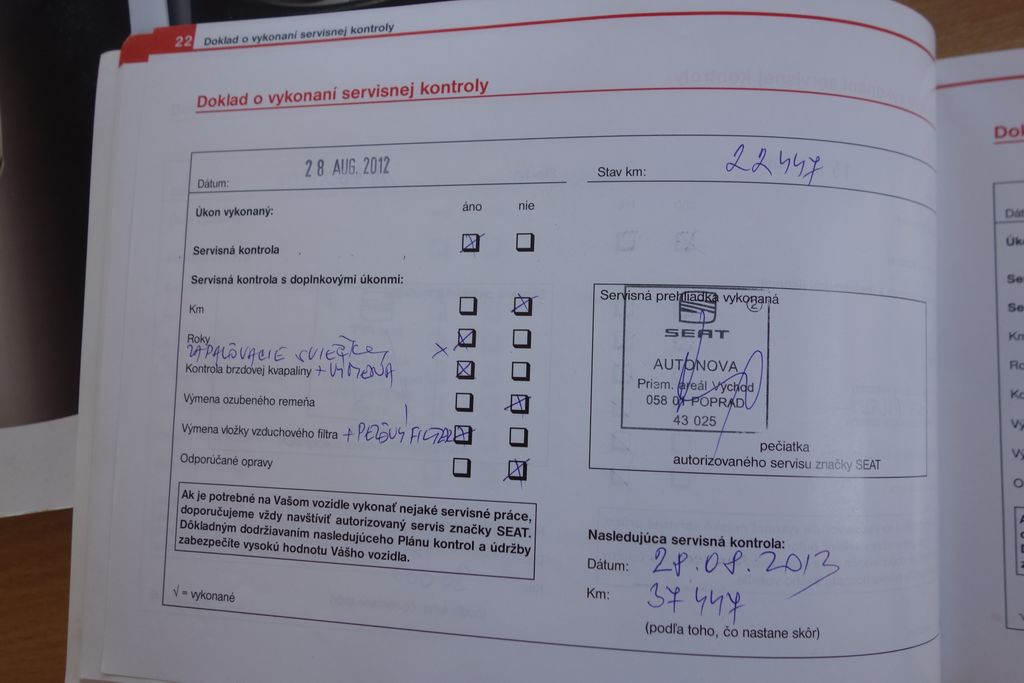 22 Doklad o vykonaní servisnej kontroly
Doklad o vykonaní servisnej kontroly
Dátum: 28 AUG. 2012
Stav km: 22 447
Úkon vykonaný: áno nie
Servisná kontrola
Servisná kontrola s doplnkovými úkonmi:
Km
Roky
ZAPAĽOVACIE SVIEČKY
Kontrola brzdovej kvapaliny + VÝMENA
Výmena ozubeného remeňa
Výmena vložky vzduchového filtra + PEĽOVÝ FILTER
Odporúčané opravy
Ak je potrebné na Vašom vozidle vykonať nejaké servisné práce,
doporučujeme vždy navštíviť autorizovaný servis značky SEAT.
Dôkladným dodržiavaním nasledujúceho Plánu kontrol a údržby
zabezpečíte vysokú hodnotu Vášho vozidla.
√ = vykonané
Servisná prehliadka vykonaná
2
SEAT
AUTONOVA
Priem. areál Východ
058 01 POPRAD
43 025
pečiatka
autorizovaného servisu značky SEAT
Nasledujúca servisná kontrola:
Dátum: 28.08.2013
Km: 37 447
(podľa toho, čo nastane skôr)